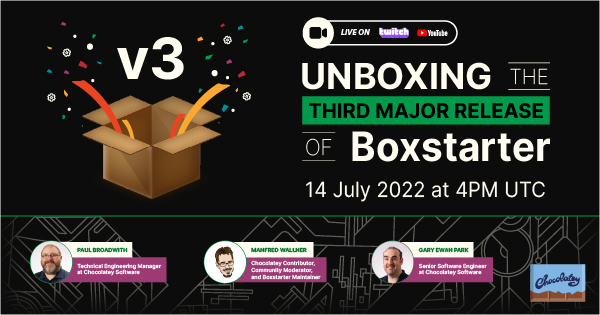 v3
LIVE ON twitch YouTube
UNBOXING THE
THIRD MAJOR RELEASE
OF Boxstarter
14 July 2022 at 4PM UTC
PAUL BROADWITH
Technical Engineering Manager
at Chocolatey Software
MANFRED WALLNER
Chocolatey Contributor,
Community Moderator,
and Boxstarter Maintainer
GARY EWAN PARK
Senior Software Engineer
at Chocolatey Software
Chocolatey